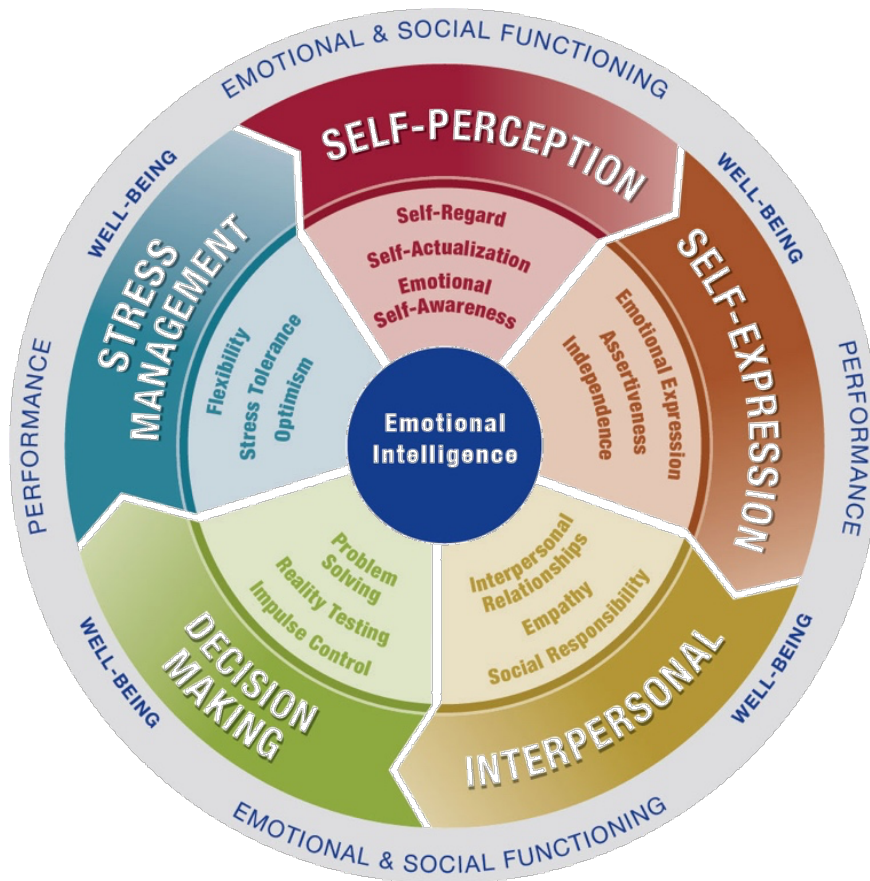 EMOTIONAL & SOCIAL FUNCTIONING
WELL-BEING
WELL-BEING
PERFORMANCE
PERFORMANCE
WELL-BEING
WELL-BEING
EMOTIONAL & SOCIAL FUNCTIONING
SELF-PERCEPTION
Self-Regard
Self-Actualization
Emotional
Self-Awareness
SELF-EXPRESSION
Emotional Expression
Assertiveness
Independence
INTERPERSONAL
Interpersonal
Relationships
Empathy
Social Responsibility
DECISION
MAKING
Problem
Solving
Reality Testing
Impulse Control
STRESS
MANAGEMENT
Flexibility
Stress Tolerance
Optimism
Emotional
Intelligence